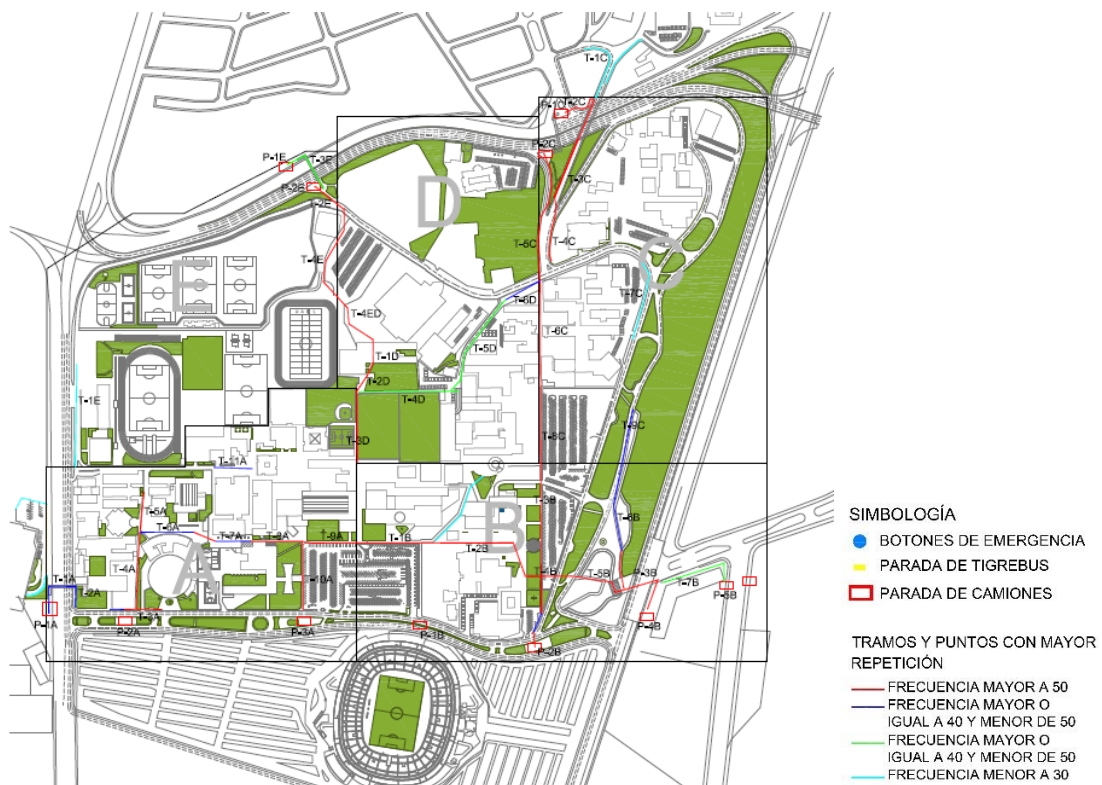 T-1C
P-1C
T-2C
P-2C
P-1E
T-3E
P-2E
T-2E
D
T-3C
T-5C
T-4C
C
T-4E
E
T-7C
T-6D
T-4ED
T-6C
T-5D
T-1D
T-2D
T-1E
T-4D
T-9C
T-3D
T-8C
T-11A
T-5A
T-3B
B
T-6B
T-6A
T-7A
T-8A
T-9A
T-1B
T-2B
A
T-4A
T-1A
T-2A
T-10A
T-4B
T-5B
P-3B
T-7B
P-5B
P-1A
T-3A
P-2A
P-3A
P-1B
P-4B
P-2B
SIMBOLOGÍA
BOTONES DE EMERGENCIA
PARADA DE TIGREBUS
PARADA DE CAMIONES
TRAMOS Y PUNTOS CON MAYOR
REPETICIÓN
FRECUENCIA MAYOR A 50
FRECUENCIA MAYOR O
IGUAL A 40 Y MENOR DE 50
FRECUENCIA MAYOR O
IGUAL A 40 Y MENOR DE 50
FRECUENCIA MENOR A 30